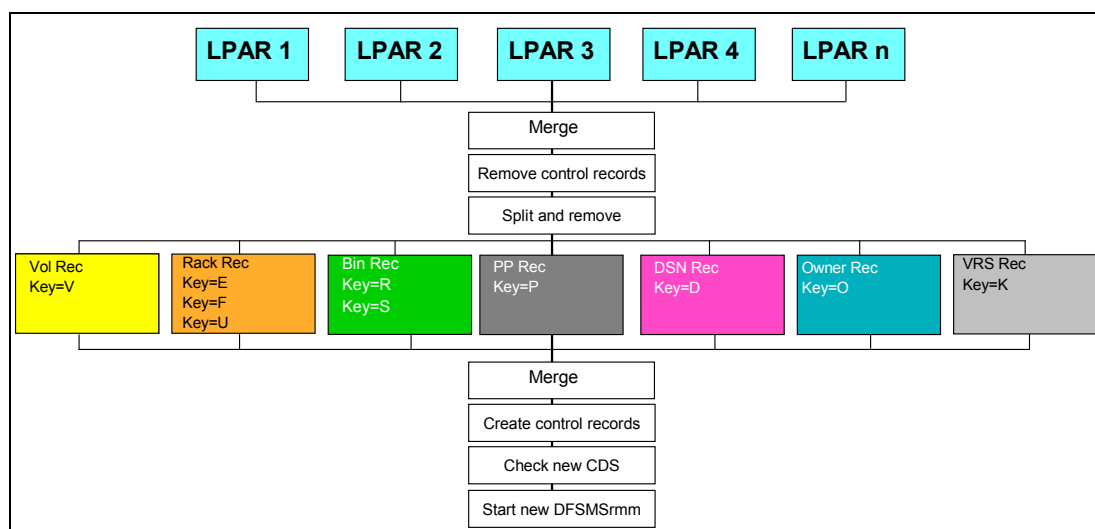 LPAR 1
LPAR 2
LPAR 3
LPAR 4
LPAR n
Merge
Remove control records
Split and remove
Vol Rec
Key=V
Rack Rec
Key=E
Key=F
Key=U
Bin Rec
Key=R
Key=S
PP Rec
Key=P
DSN Rec
Key=D
Owner Rec
Key=O
VRS Rec
Key=K
Merge
Create control records
Check new CDS
Start new DFSMSrmm